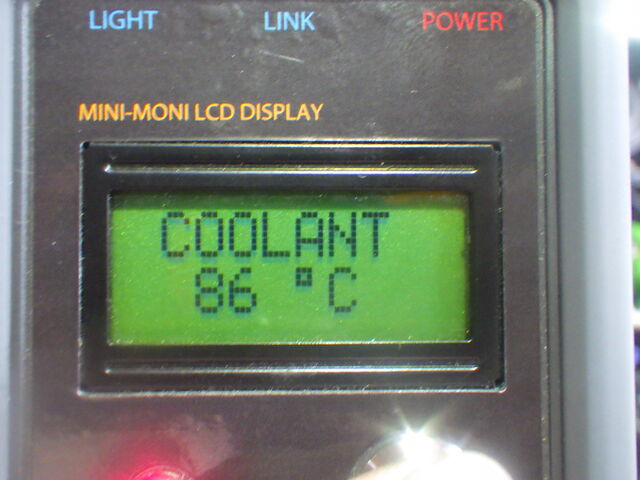 LIGHT LINK POWER
MINI-MONI LCD DISPLAY
COOLANT
86 °C